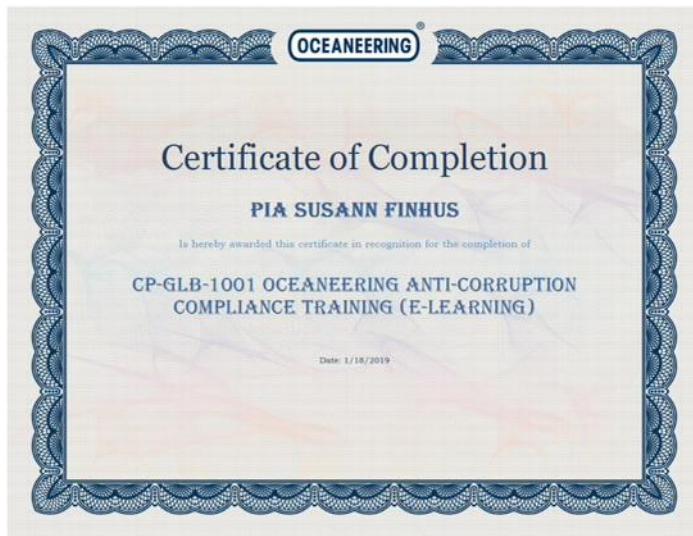 OCEANEERING®
Certificate of Completion
PIA SUSANN FINHUS
Is hereby awarded this certificate in recognition for the completion of
CP-GLB-1001 OCEANEERING ANTI-CORRUPTION
COMPLIANCE TRAINING (E-LEARNING)
Date: 1/18/2019